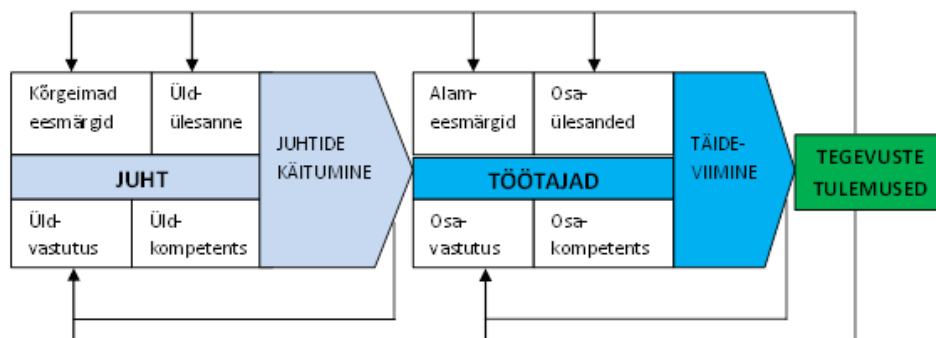 Kõrgeimad
eesmärgid
Üld-
ülesanne
JUHT
Üld-
vastutus
Üld-
kompetents
JUHTIDE
KÄITUMINE
Alam-
eesmärgid
Osa-
ülesanded
TÖÖTAJAD
Osa-
vastutus
Osa-
kompetents
TÄIDE-
VIIMINE
TEGEVUSTE
TULEMUSED